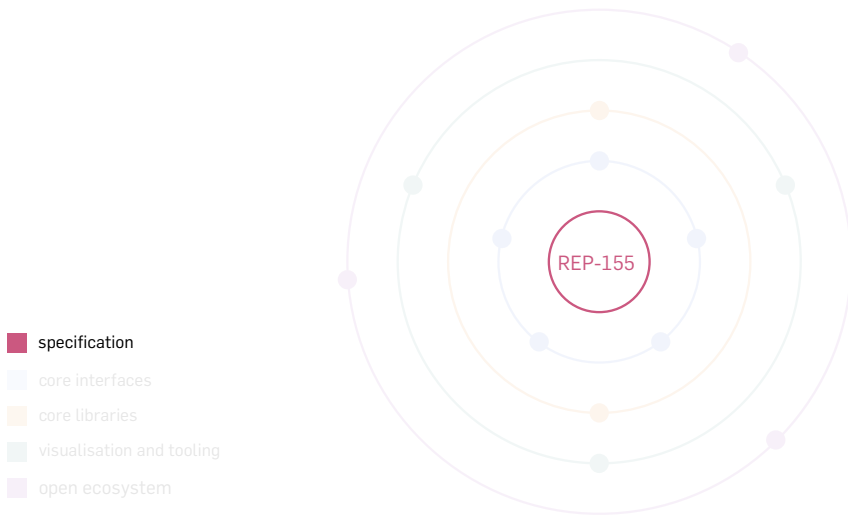 REP-155
specification
core interfaces
core libraries
visualisation and tooling
open ecosystem